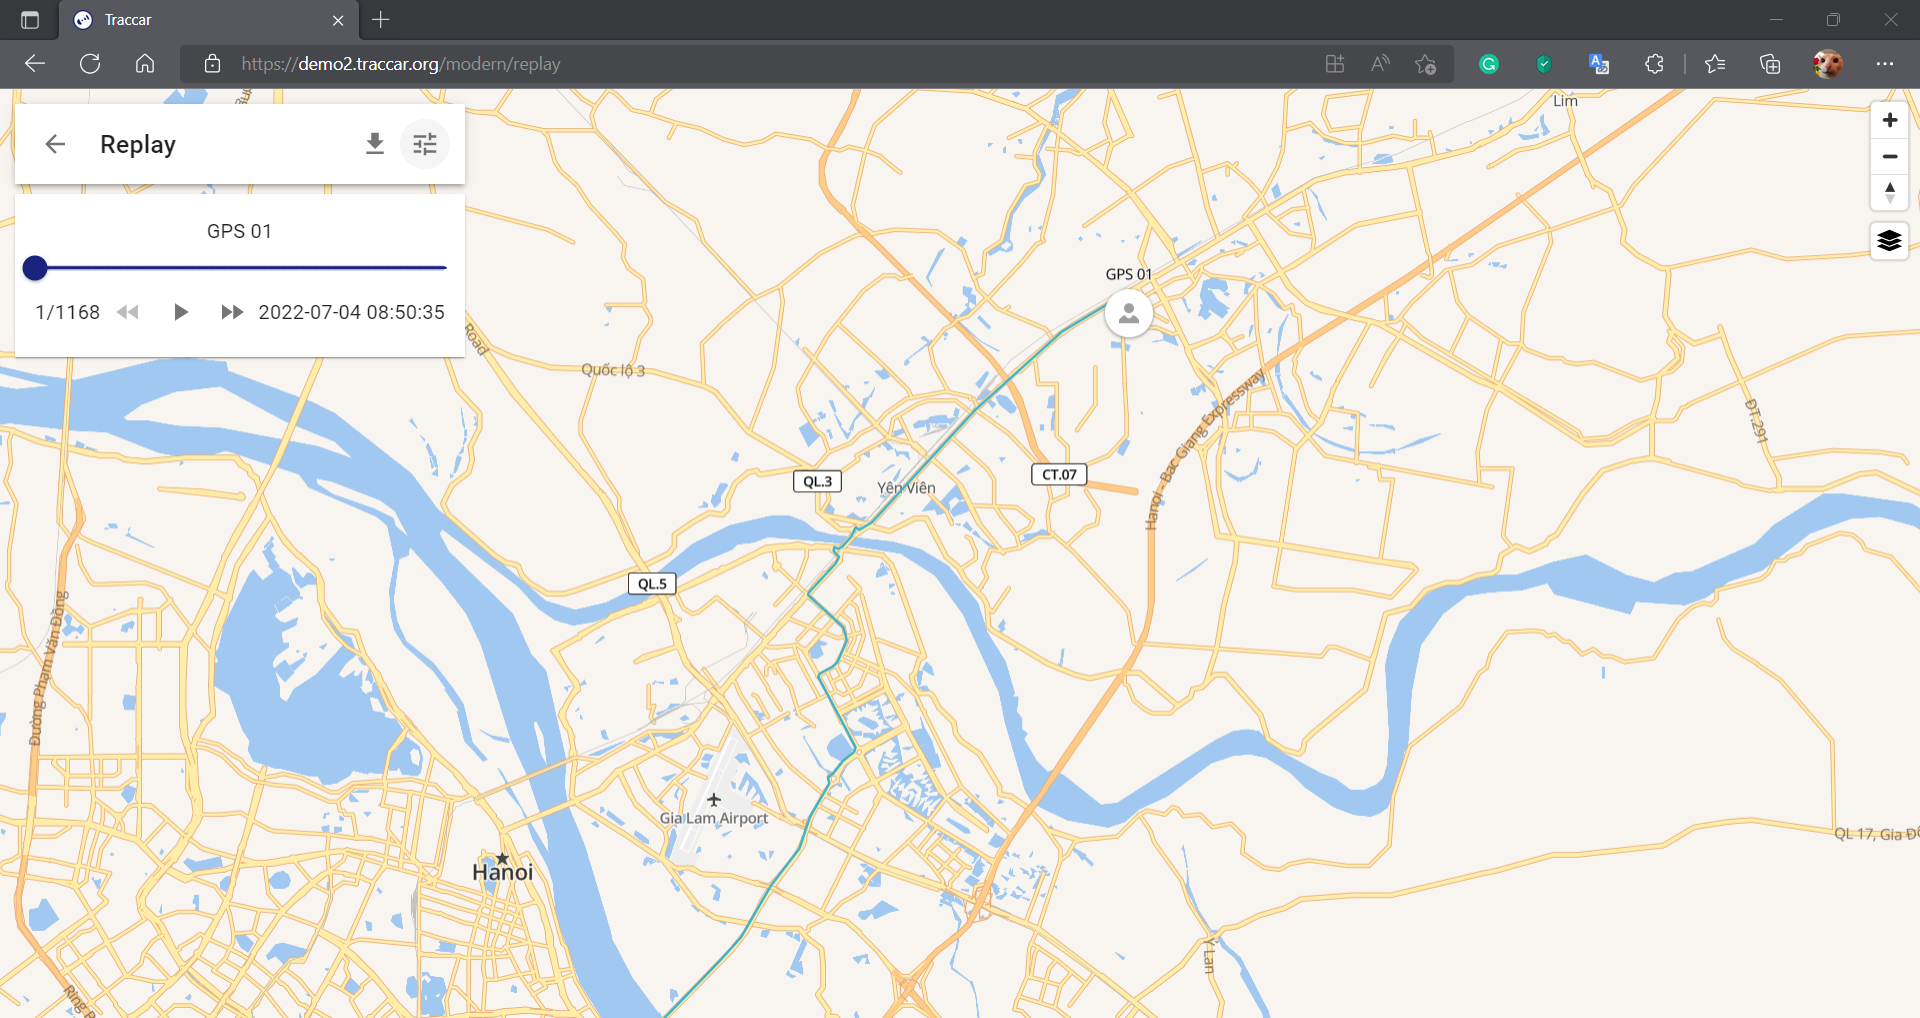 Traccar
https://demo2.traccar.org/modern/replay
Replay
GPS 01
1/1168
2022-07-04 08:50:35
Lim
GPS 01
Road
Quốc lộ 3
Hanoi - Bac Giang Expressway
ĐT.291
QL.3
CT.07
Yên Viên
QL.5
Đường Phạm Văn Đồng
Gia Lam Airport
QL 17, Gia
Hanoi
Ỷ Lan
Ring